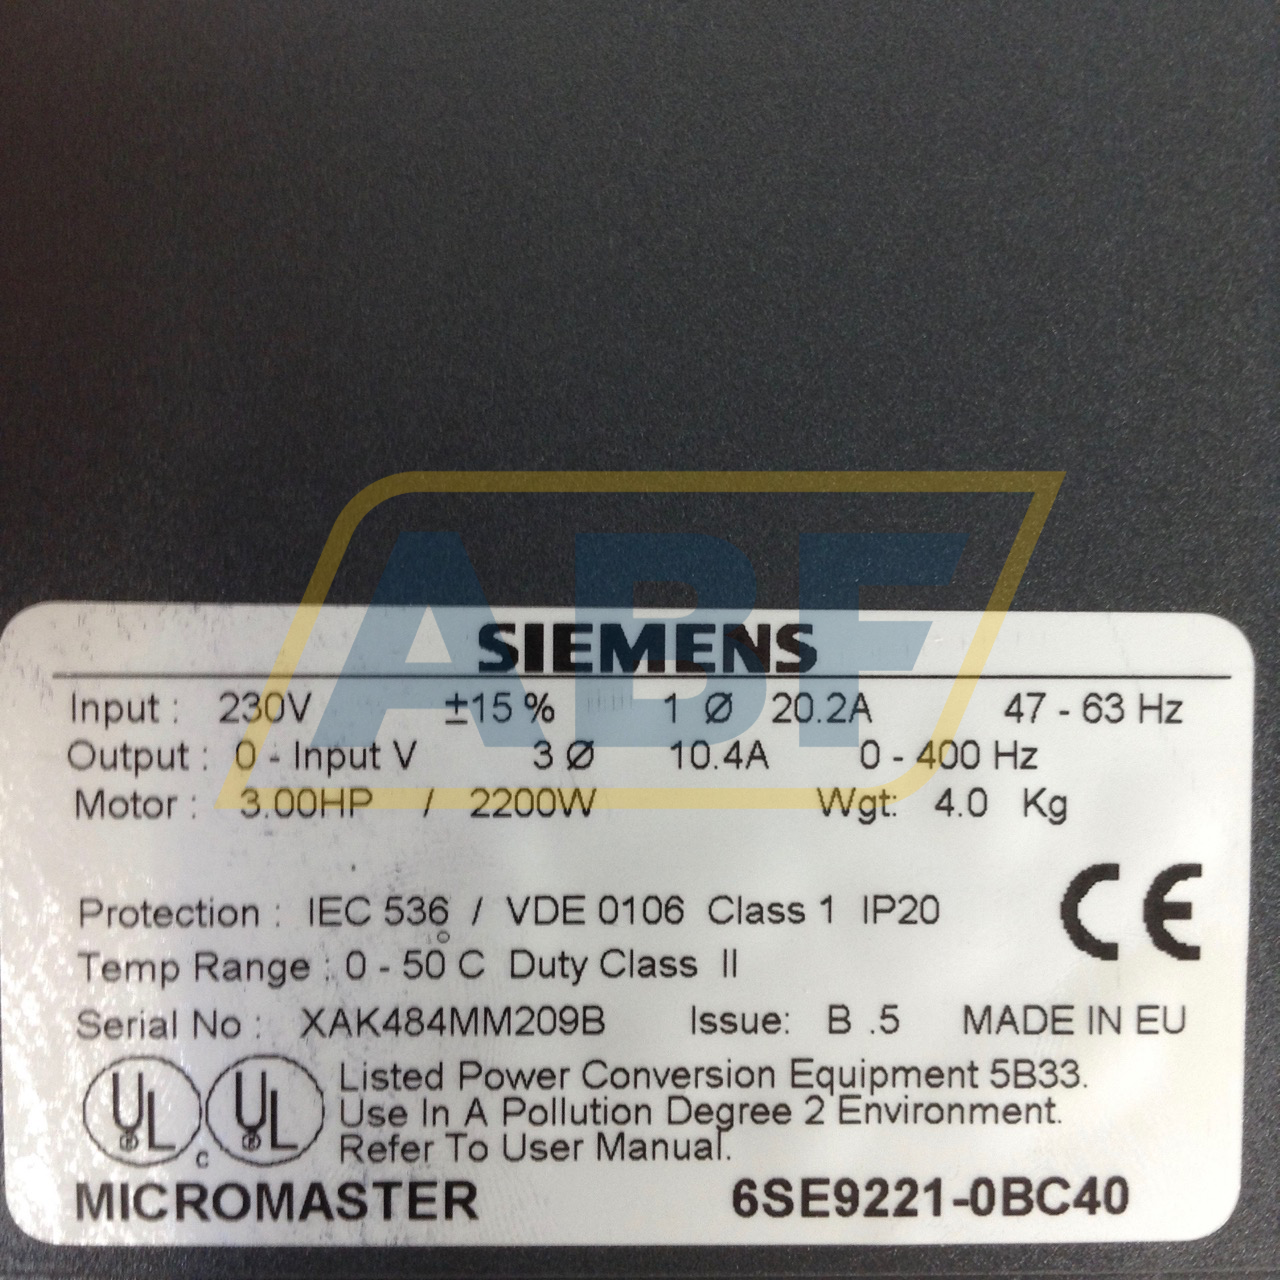 ABF
SIEMENS
Input : 230V ±15 % 1 Ø 20.2A 47 - 63 Hz
Output : 0 - Input V 3 Ø 10.4A 0 - 400 Hz
Motor : 3.00HP / 2200W Wgt: 4.0 Kg
Protection : IEC 536 / VDE 0106 Class 1 IP20
CE
Temp Range : 0 - 50°C Duty Class II
Serial No : XAK484MM209B Issue: B .5 MADE IN EU
UL ® c UL ® Listed Power Conversion Equipment 5B33.
Use In A Pollution Degree 2 Environment.
Refer To User Manual.
MICROMASTER 6SE9221-0BC40